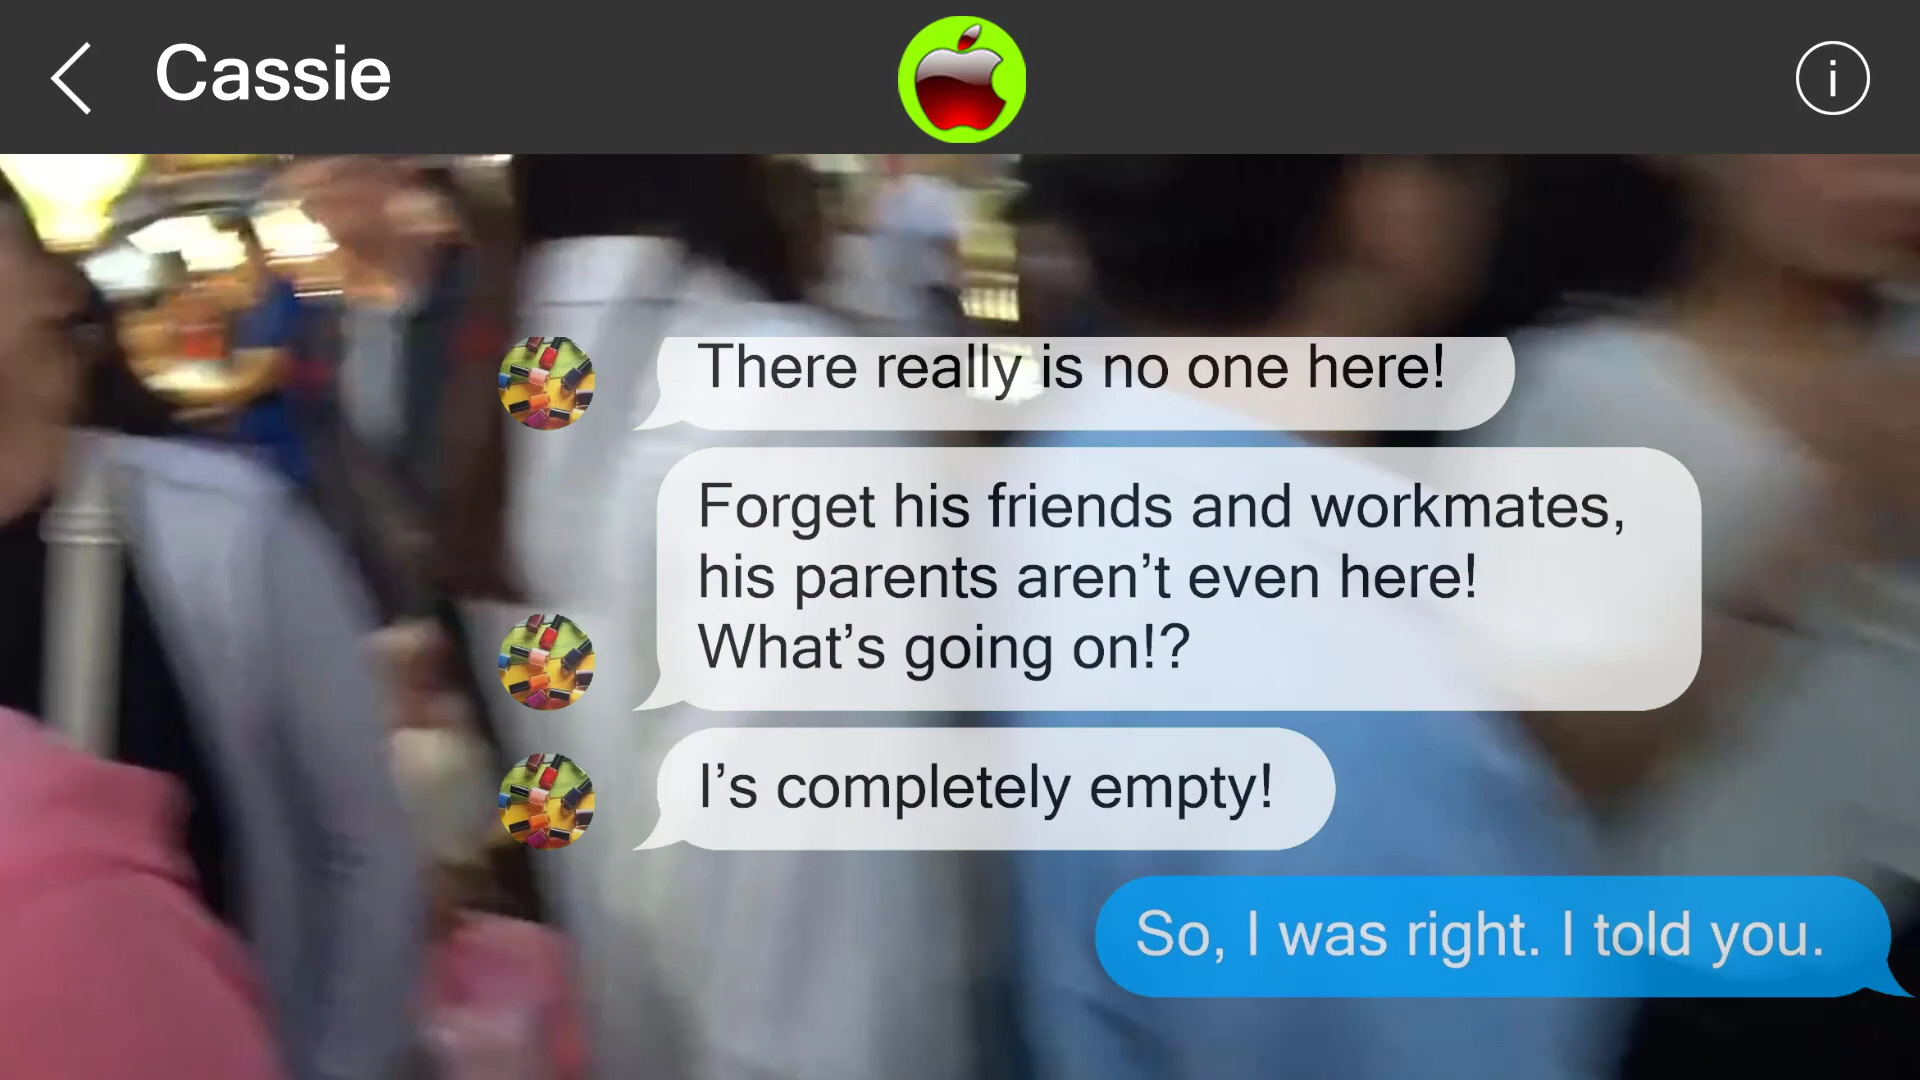 Cassie
i
There really is no one here!
Forget his friends and workmates,
his parents aren’t even here!
What’s going on!?
I’s completely empty!
So, I was right. I told you.